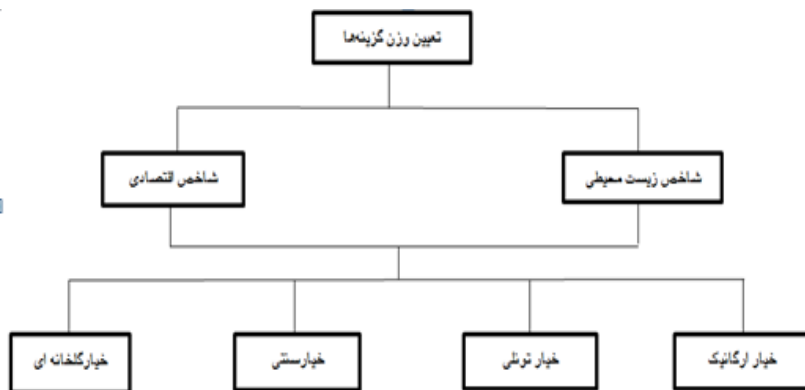 تعیین وزن گزینه‌ها
شاخص زیست محیطی
شاخص اقتصادی
خیار ارگانیک
خیار تونلی
خیارسنتی
خیارگلخانه ای